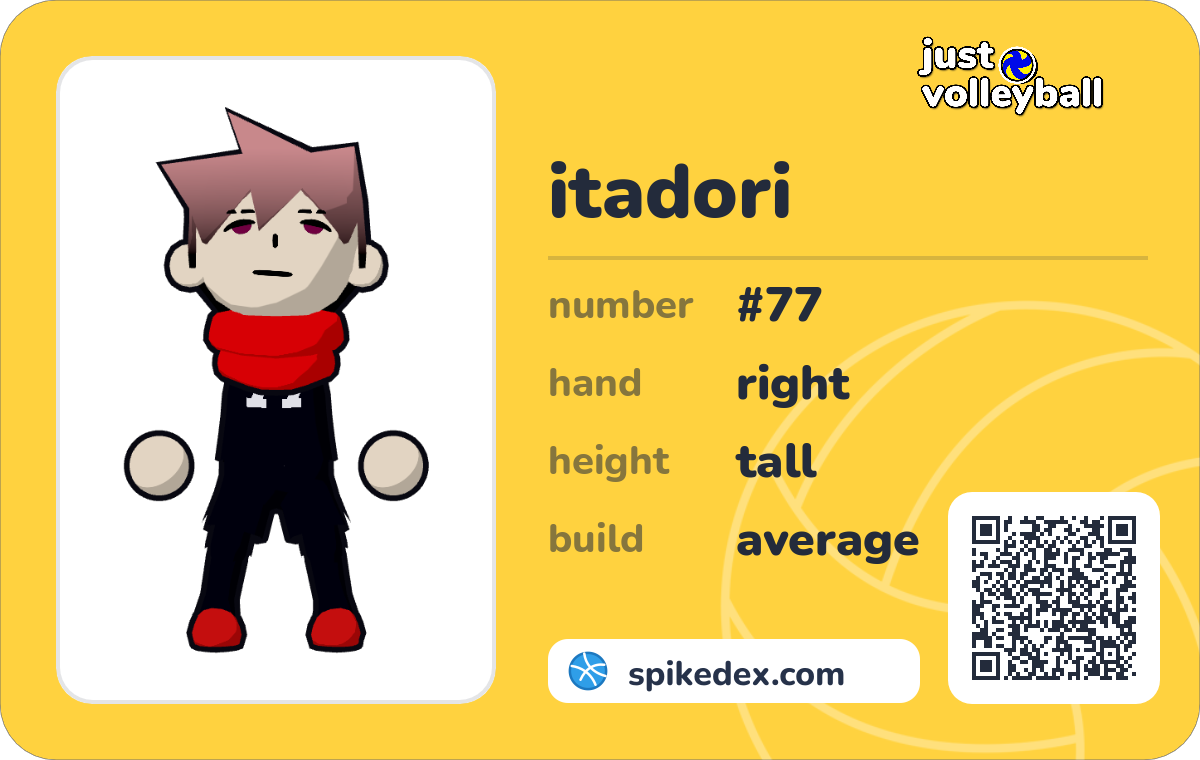 just
volleyball
itadori
number #77
hand right
height tall
build average
spikedex.com